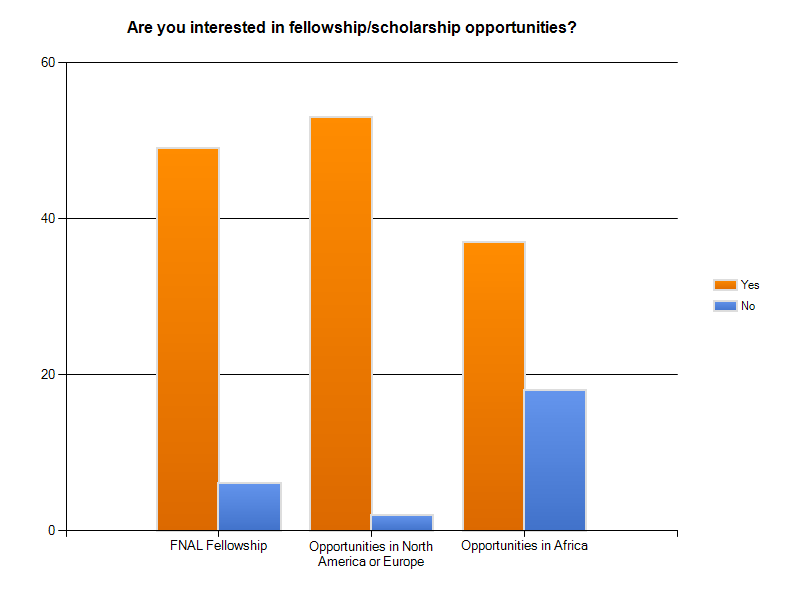 Are you interested in fellowship/scholarship opportunities?
60
40
20
0
FNAL Fellowship
Opportunities in North
America or Europe
Opportunities in Africa
Yes
No